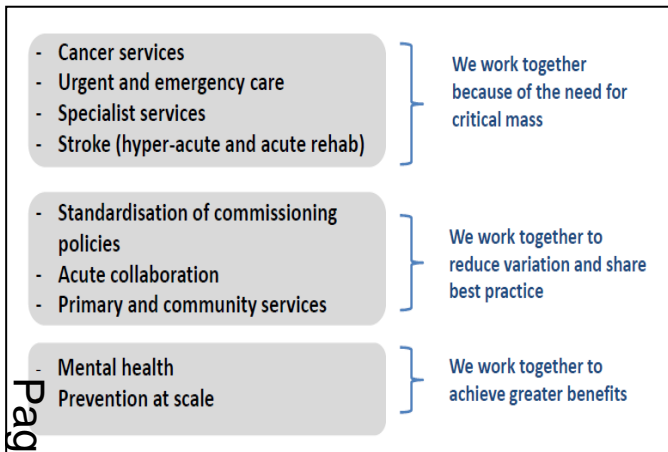 - Cancer services
- Urgent and emergency care
- Specialist services
- Stroke (hyper-acute and acute rehab)
We work together
because of the need for
critical mass
- Standardisation of commissioning
policies
- Acute collaboration
- Primary and community services
We work together to
reduce variation and share
best practice
- Mental health
Prevention at scale
We work together to
achieve greater benefits
Pag